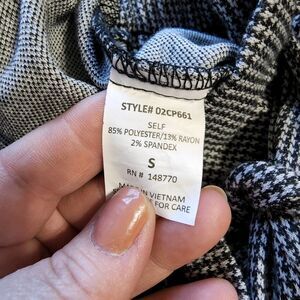 STYLE# 02CP661
SELF
85% POLYESTER/13% RAYON
2% SPANDEX
S
RN # 148770
MADE IN VIETNAM
FOR CARE